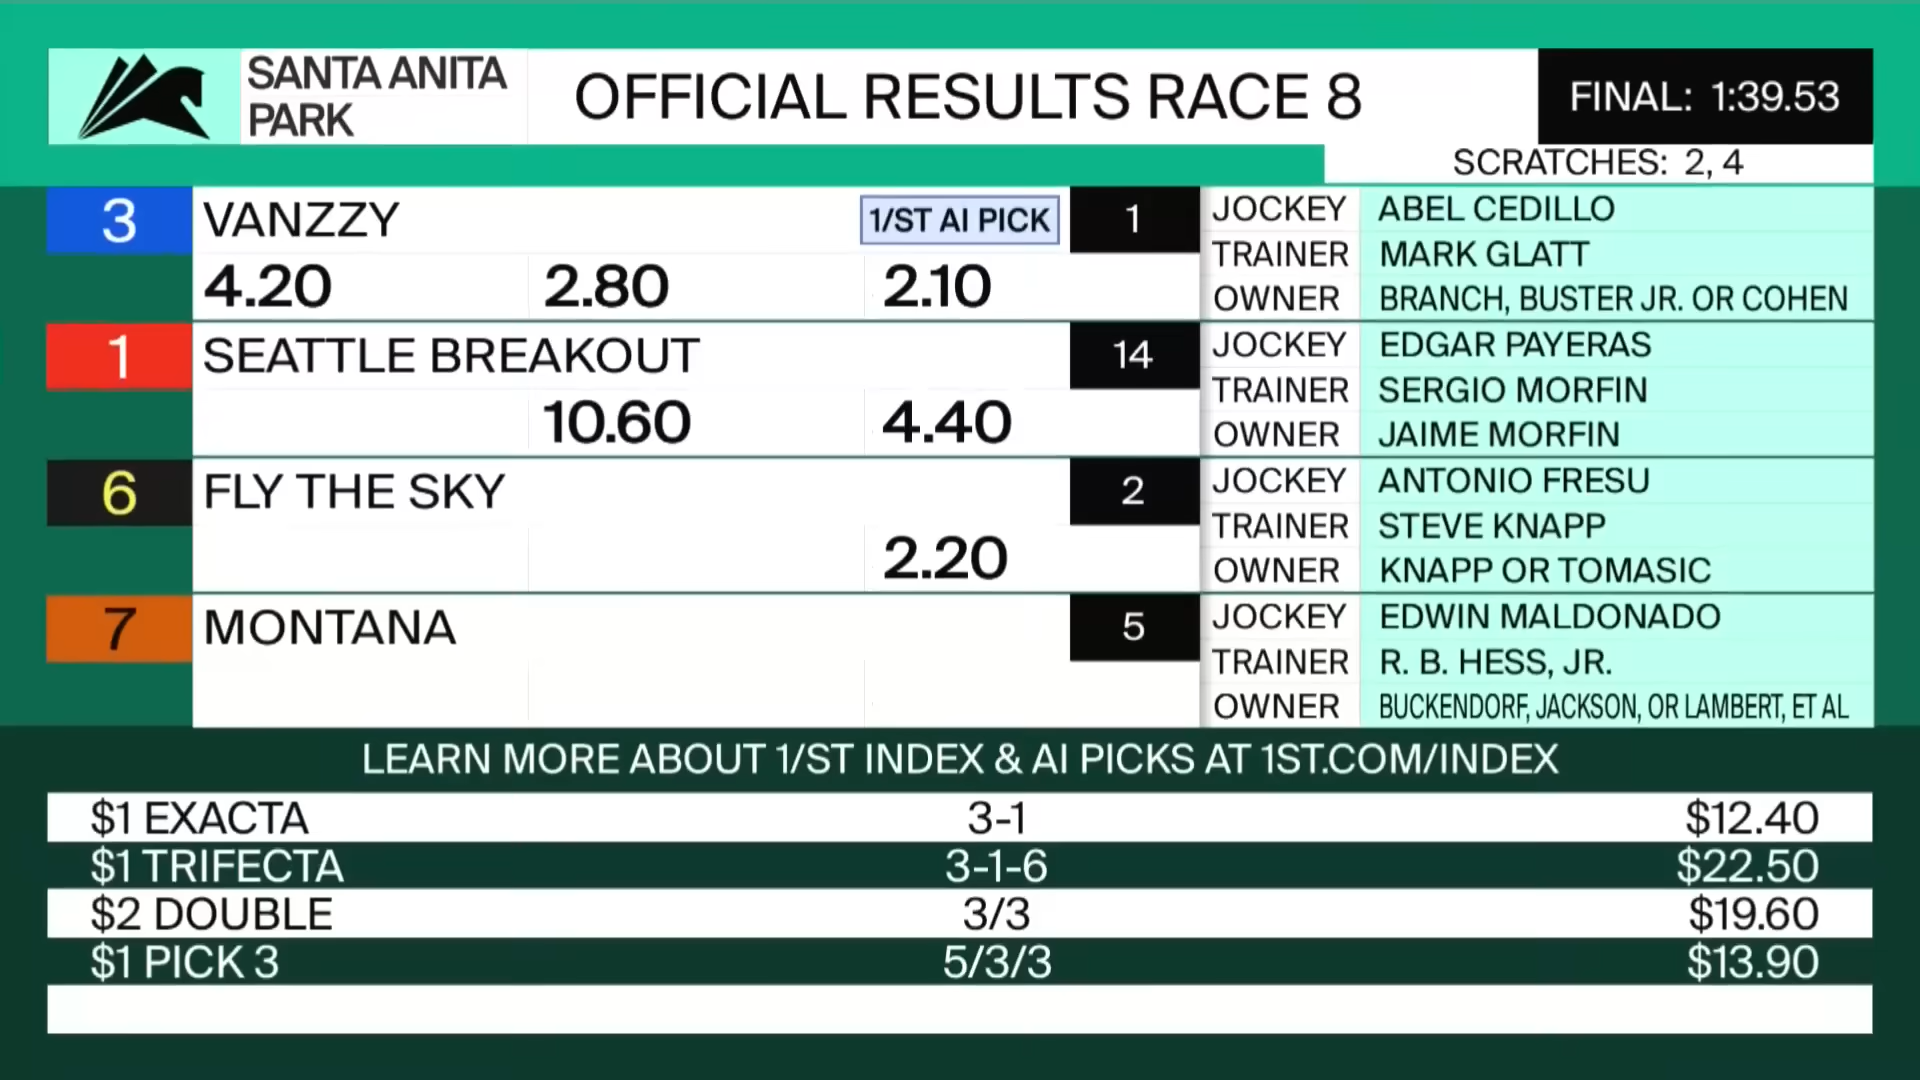 SANTA ANITA
PARK
OFFICIAL RESULTS RACE 8
FINAL: 1:39.53
SCRATCHES: 2, 4
3 VANZZY 1/ST AI PICK 1
4.20 2.80 2.10
JOCKEY ABEL CEDILLO
TRAINER MARK GLATT
OWNER BRANCH, BUSTER JR. OR COHEN
1 SEATTLE BREAKOUT 14
10.60 4.40
JOCKEY EDGAR PAYERAS
TRAINER SERGIO MORFIN
OWNER JAIME MORFIN
6 FLY THE SKY 2
2.20
JOCKEY ANTONIO FRESU
TRAINER STEVE KNAPP
OWNER KNAPP OR TOMASIC
7 MONTANA 5
JOCKEY EDWIN MALDONADO
TRAINER R. B. HESS, JR.
OWNER BUCKENDORF, JACKSON, OR LAMBERT, ET AL
LEARN MORE ABOUT 1/ST INDEX & AI PICKS AT 1ST.COM/INDEX
$1 EXACTA 3-1 $12.40
$1 TRIFECTA 3-1-6 $22.50
$2 DOUBLE 3/3 $19.60
$1 PICK 3 5/3/3 $13.90